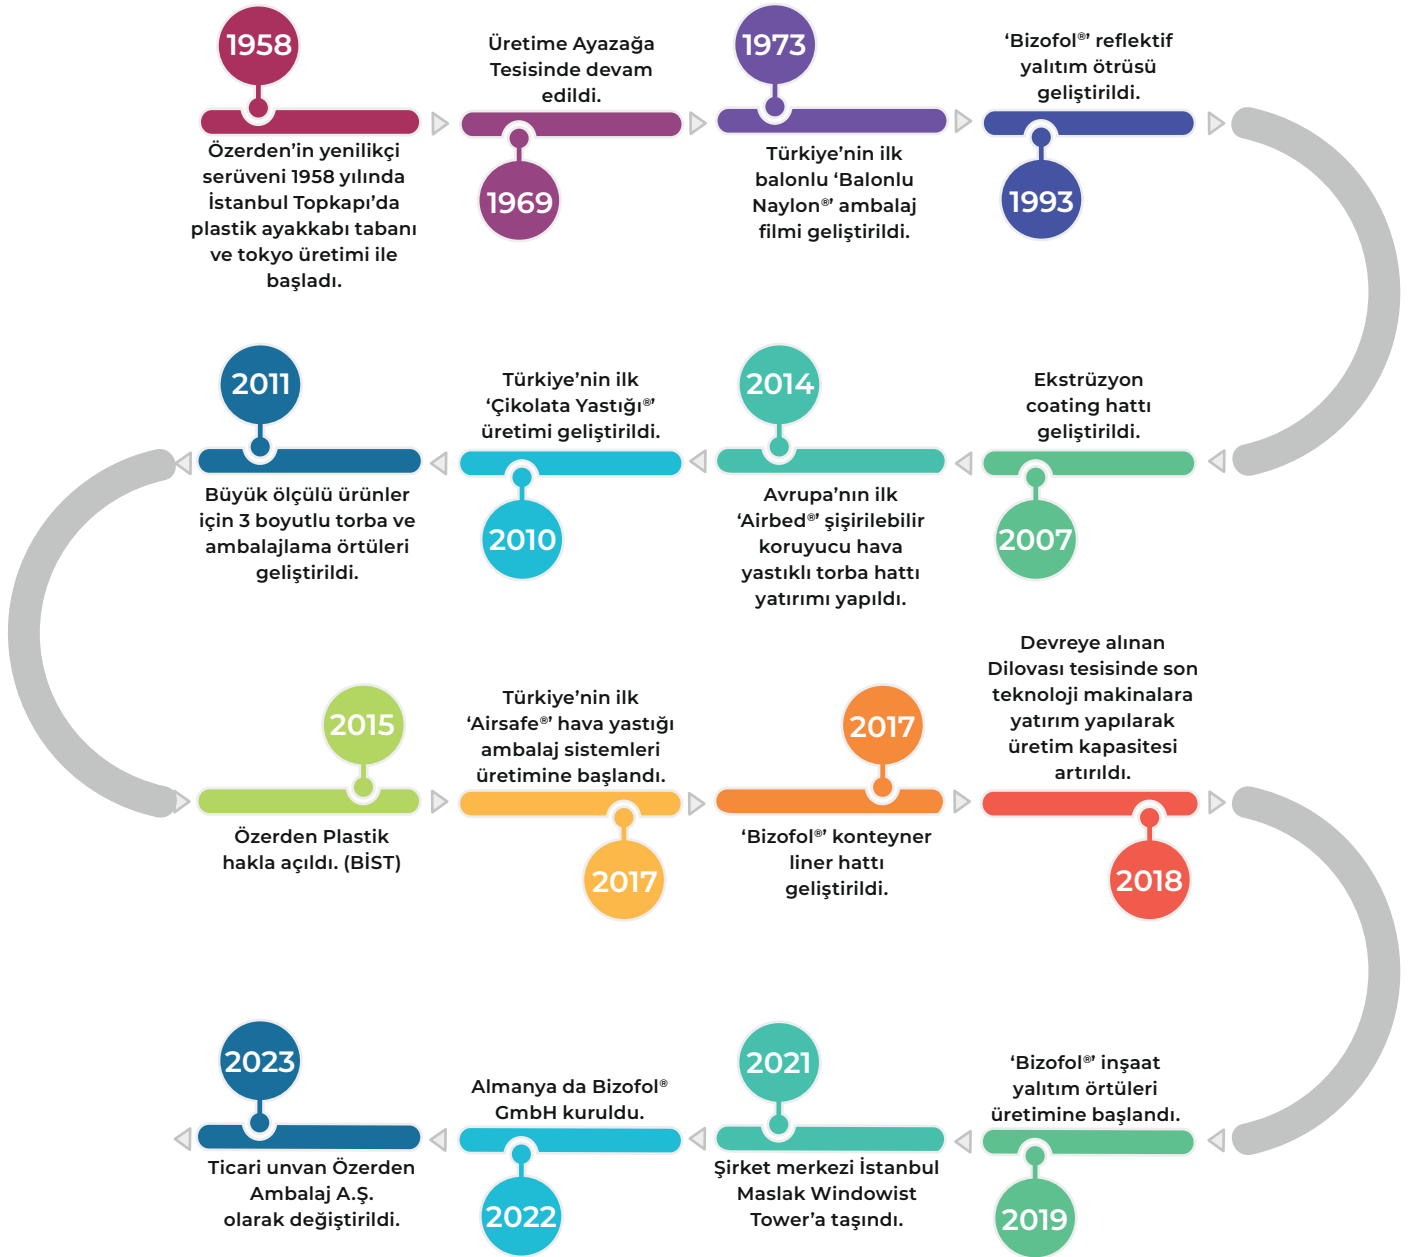 1958
Özerden’in yenilikçi
serüveni 1958 yılında
İstanbul Topkapı’da
plastik ayakkabı tabanı
ve tokyo üretimi ile
başladı.
Üretime Ayazağa
Tesisinde devam
edildi.
1969
1973
Türkiye’nin ilk
balonlu ‘Balonlu
Naylon®’ ambalaj
filmi geliştirildi.
‘Bizofol®’ reflektif
yalıtım ötrüsü
geliştirildi.
1993
Ekstrüzyon
coating hattı
geliştirildi.
2007
2014
Avrupa’nın ilk
‘Airbed®’ şişirilebilir
koruyucu hava
yastıklı torba hattı
yatırımı yapıldı.
Türkiye’nin ilk
‘Çikolata Yastığı®’
üretimi geliştirildi.
2010
2011
Büyük ölçülü ürünler
için 3 boyutlu torba ve
ambalajlama örtüleri
geliştirildi.
2015
Özerden Plastik
hakla açıldı. (BİST)
Türkiye’nin ilk
‘Airsafe®’ hava yastığı
ambalaj sistemleri
üretimine başlandı.
2017
2017
‘Bizofol®’ konteyner
liner hattı
geliştirildi.
Devreye alınan
Dilovası tesisinde son
teknoloji makinalara
yatırım yapılarak
üretim kapasitesi
artırıldı.
2018
‘Bizofol®’ inşaat
yalıtım örtüleri
üretimine başlandı.
2019
2021
Şirket merkezi İstanbul
Maslak Windowist
Tower’a taşındı.
Almanya da Bizofol®
GmbH kuruldu.
2022
2023
Ticari unvan Özerden
Ambalaj A.Ş.
olarak değiştirildi.